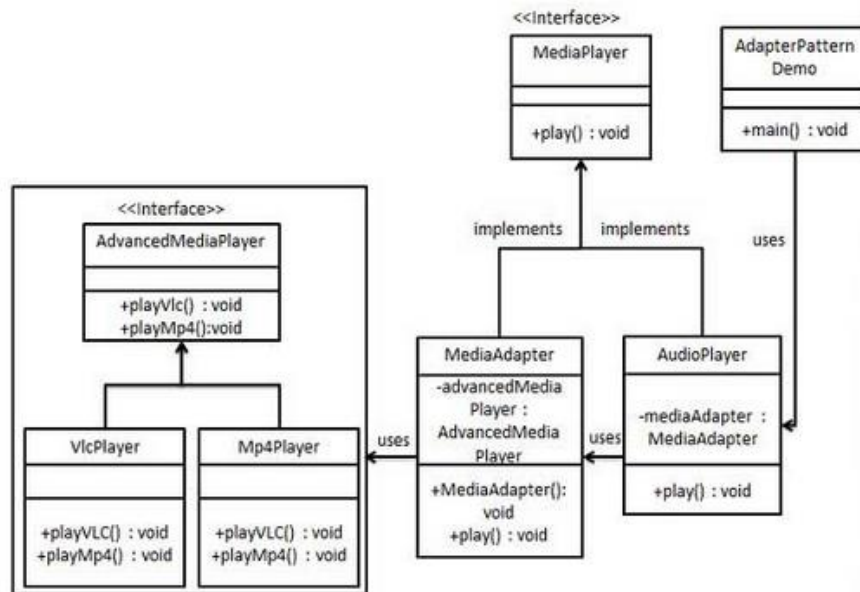 <<Interface>>
MediaPlayer
+play() : void
AdapterPattern
Demo
+main() : void
implements
implements
uses
<<Interface>>
AdvancedMediaPlayer
+playVlc() : void
+playMp4():void
VlcPlayer
+playVLC() : void
+playMp4() : void
Mp4Player
+playVLC() : void
+playMp4() : void
uses
MediaAdapter
-advancedMedia
Player :
AdvancedMedia
Player
+MediaAdapter():
void
+play() : void
uses
AudioPlayer
-mediaAdapter :
MediaAdapter
+play() : void